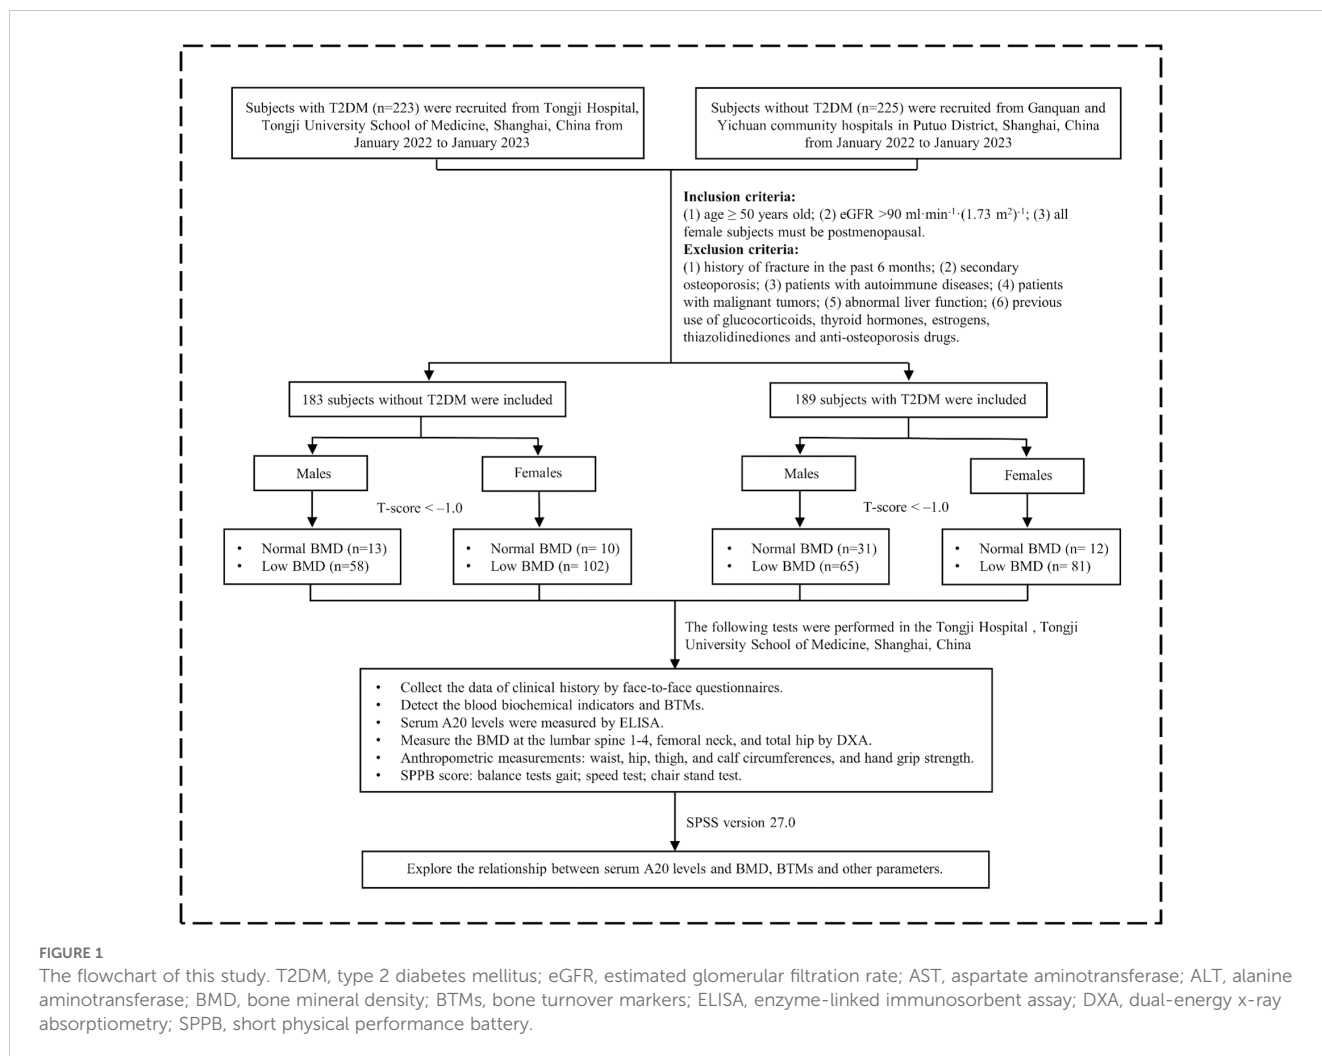 Subjects with T2DM (n=223) were recruited from Tongji Hospital,
Tongji University School of Medicine, Shanghai, China from
January 2022 to January 2023
Subjects without T2DM (n=225) were recruited from Ganquan and
Yichuan community hospitals in Putuo District, Shanghai, China
from January 2022 to January 2023
Inclusion criteria:
(1) age ≥ 50 years old; (2) eGFR >90 ml·min⁻¹·(1.73 m²)⁻¹; (3) all
female subjects must be postmenopausal.
Exclusion criteria:
(1) history of fracture in the past 6 months; (2) secondary
osteoporosis; (3) patients with autoimmune diseases; (4) patients
with malignant tumors; (5) abnormal liver function; (6) previous
use of glucocorticoids, thyroid hormones, estrogens,
thiazolidinediones and anti-osteoporosis drugs.
183 subjects without T2DM were included
189 subjects with T2DM were included
Males
Females
Males
Females
T-score < –1.0
T-score < –1.0
• Normal BMD (n=13)
• Low BMD (n=58)
• Normal BMD (n= 10)
• Low BMD (n= 102)
• Normal BMD (n=31)
• Low BMD (n=65)
• Normal BMD (n= 12)
• Low BMD (n= 81)
The following tests were performed in the Tongji Hospital , Tongji
University School of Medicine, Shanghai, China
• Collect the data of clinical history by face-to-face questionnaires.
• Detect the blood biochemical indicators and BTMs.
• Serum A20 levels were measured by ELISA.
• Measure the BMD at the lumbar spine 1-4, femoral neck, and total hip by DXA.
• Anthropometric measurements: waist, hip, thigh, and calf circumferences, and hand grip strength.
• SPPB score: balance tests gait; speed test; chair stand test.
SPSS version 27.0
Explore the relationship between serum A20 levels and BMD, BTMs and other parameters.
FIGURE 1
The flowchart of this study. T2DM, type 2 diabetes mellitus; eGFR, estimated glomerular filtration rate; AST, aspartate aminotransferase; ALT, alanine
aminotransferase; BMD, bone mineral density; BTMs, bone turnover markers; ELISA, enzyme-linked immunosorbent assay; DXA, dual-energy x-ray
absorptiometry; SPPB, short physical performance battery.